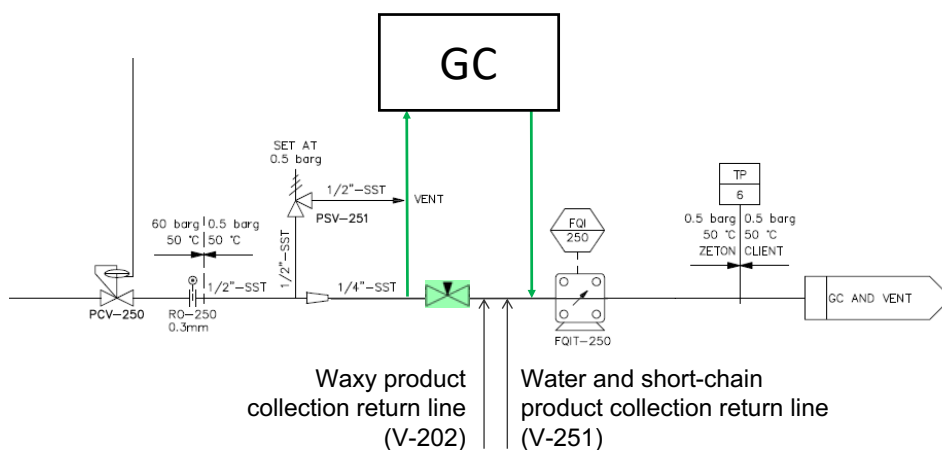 GC
SET AT
0.5 barg
1/2"-SST
VENT
PSV-251
1/2"-SST
60 barg
0.5 barg
50 °C
50 °C
1/2"-SST
1/4"-SST
PCV-250
RO-250
0.3mm
FQI
250
FQIT-250
TP
6
0.5 barg
0.5 barg
50 °C
50 °C
ZETON
CLIENT
GC AND VENT
Waxy product
collection return line
(V-202)
Water and short-chain
product collection return line
(V-251)